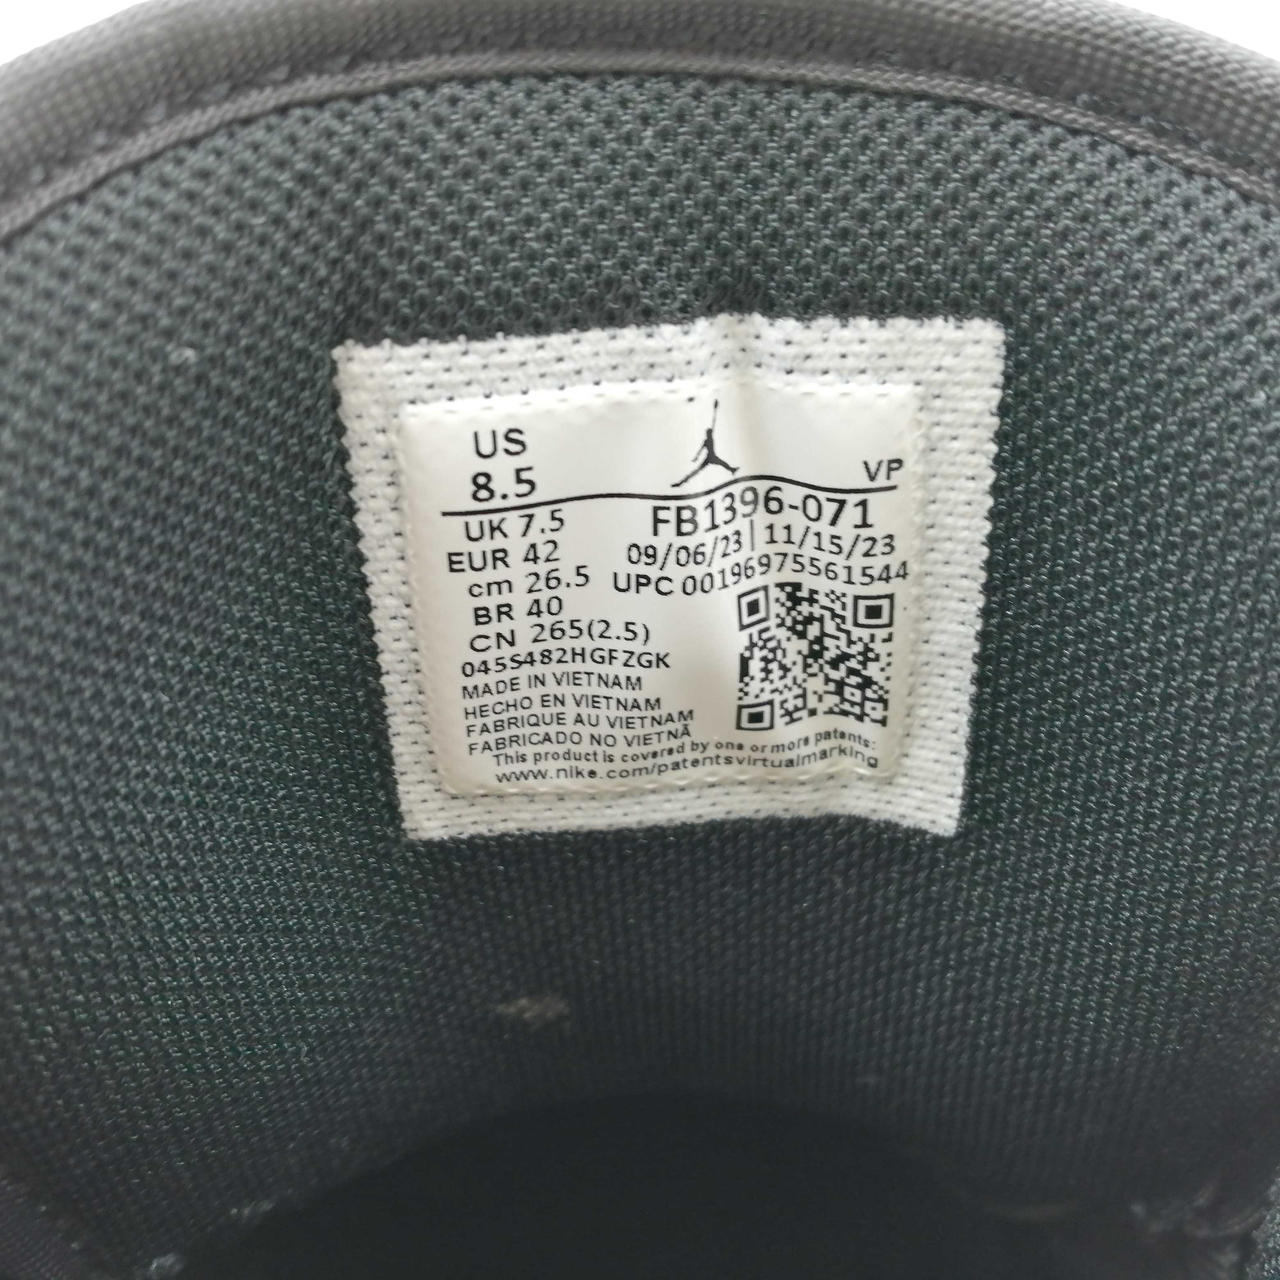 US
8.5
VP
UK 7.5
FB1396-071
EUR 42
09/06/23 | 11/15/23
cm 26.5
UPC 00196975561544
BR 40
CN 265(2.5)
045S482HGFZGK
MADE IN VIETNAM
HECHO EN VIETNAM
FABRIQUE AU VIETNAM
FABRICADO NO VIETNÃ
This product is covered by one or more patents:
www.nike.com/patentsvirtualmarking